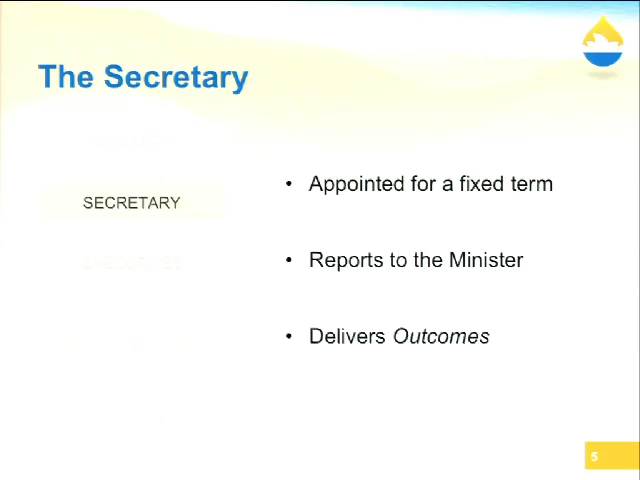 The Secretary
SECRETARY
• Appointed for a fixed term
• Reports to the Minister
• Delivers Outcomes
5